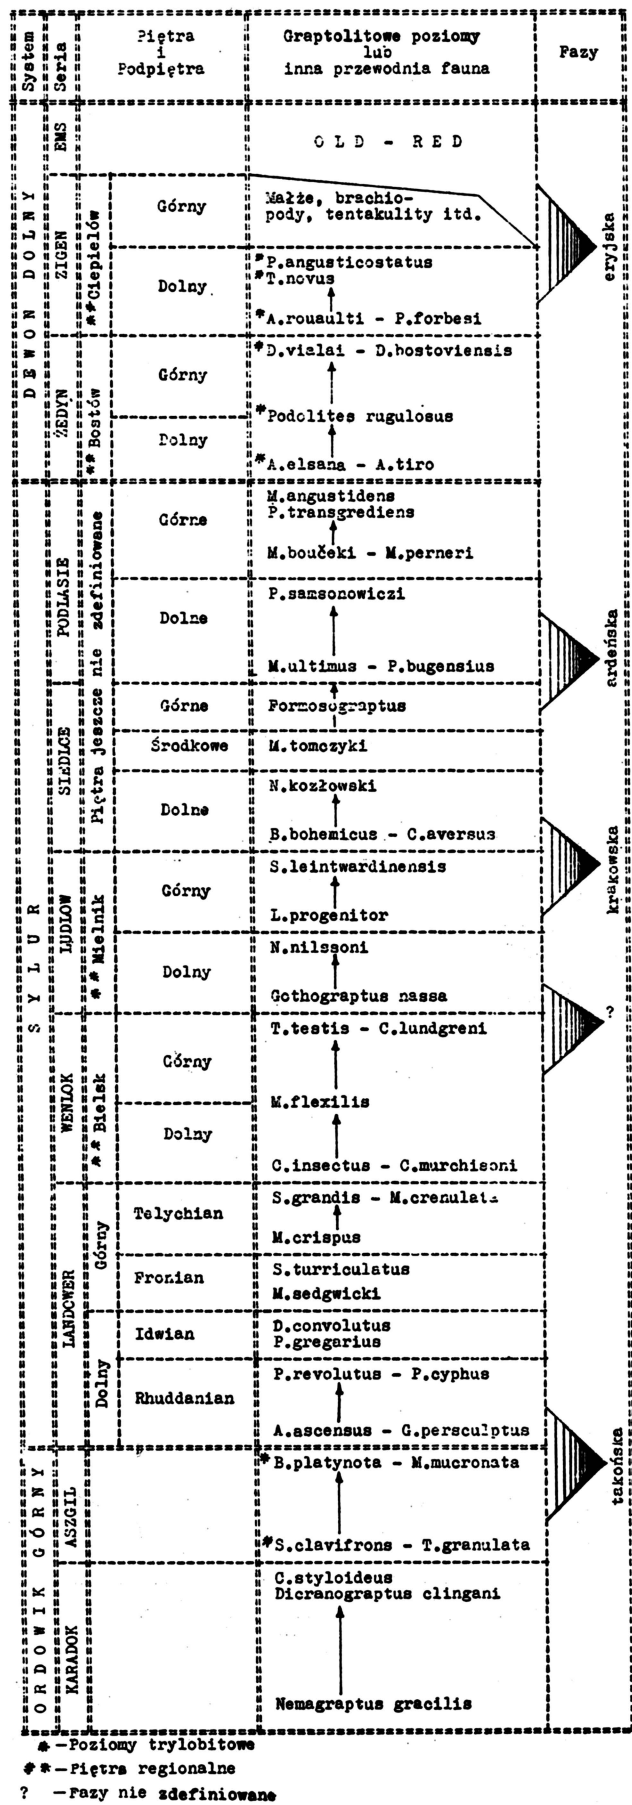 System
Seria
Piętra
i
Podpiętra
Graptolitowe poziomy
lub
inna przewodnia fauna
Fazy
DEWON DOLNY
EMS
OLD - RED
ZIGEN
**Ciepielów
Górny
Małże, brachio-
pody, tentakulity itd.
eryjska
Dolny
*P.angusticostatus
*T.novus
*A.rouaulti - P.forbesi
ŻEDYN
**Bostów
Górny
*D.vialai - D.bostoviensis
*Podolites rugulosus
Dolny
*A.elsana - A.tiro
SYLUR
PODLASIE
Piętra jeszcze nie zdefiniowane
Górne
M.angustidens
P.transgrediens
M.boučeki - M.perneri
Dolne
P.samsonowiczi
M.ultimus - P.bugensius
ardeńska
SIEDLCE
Górne
Formosograptus
Środkowe
M.tomczyki
Dolne
N.kozłowski
B.bohemicus - C.aversus
krakowska
LUDLOW
** Mielnik
Górny
S.leintwardinensis
L.progenitor
Dolny
N.nilssoni
Gothograptus nassa
?
WENLOK
** Bielsk
Górny
T.testis - C.lundgreni
M.flexilis
Dolny
C.insectus - C.murchisoni
LANDOWER
Górny
Telychian
S.grandis - M.crenulata
M.crispus
Fronian
S.turriculatus
M.sedgwicki
Dolny
Idwian
D.convolutus
P.gregarius
Rhuddanian
P.revolutus - P.cyphus
A.ascensus - G.persculptus
takońska
ORDOWIK GÓRNY
ASZGIL
*B.platynota - M.mucronata
*S.clavifrons - T.granulata
KARADOK
C.styloideus
Dicranograptus clingani
Nemagraptus gracilis
* -Poziomy trylobitowe
** -Piętra regionalne
? -Fazy nie zdefiniowane